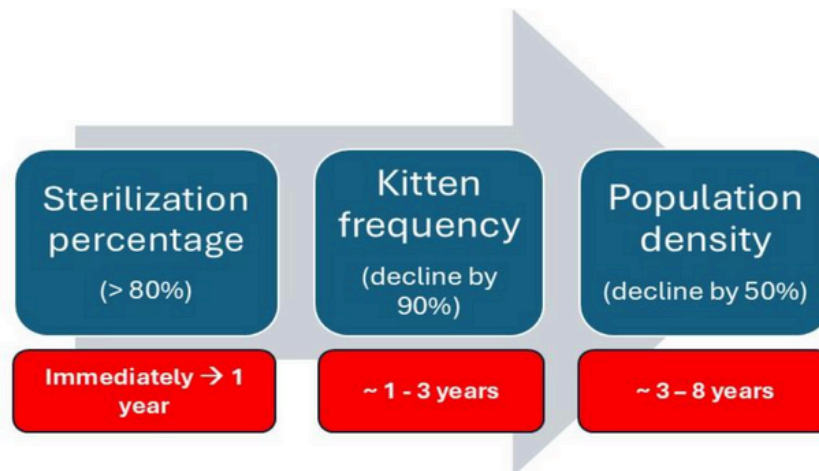 Sterilization
percentage
(> 80%)
Immediately → 1
year
Kitten
frequency
(decline by
90%)
~ 1 - 3 years
Population
density
(decline by 50%)
~ 3 – 8 years